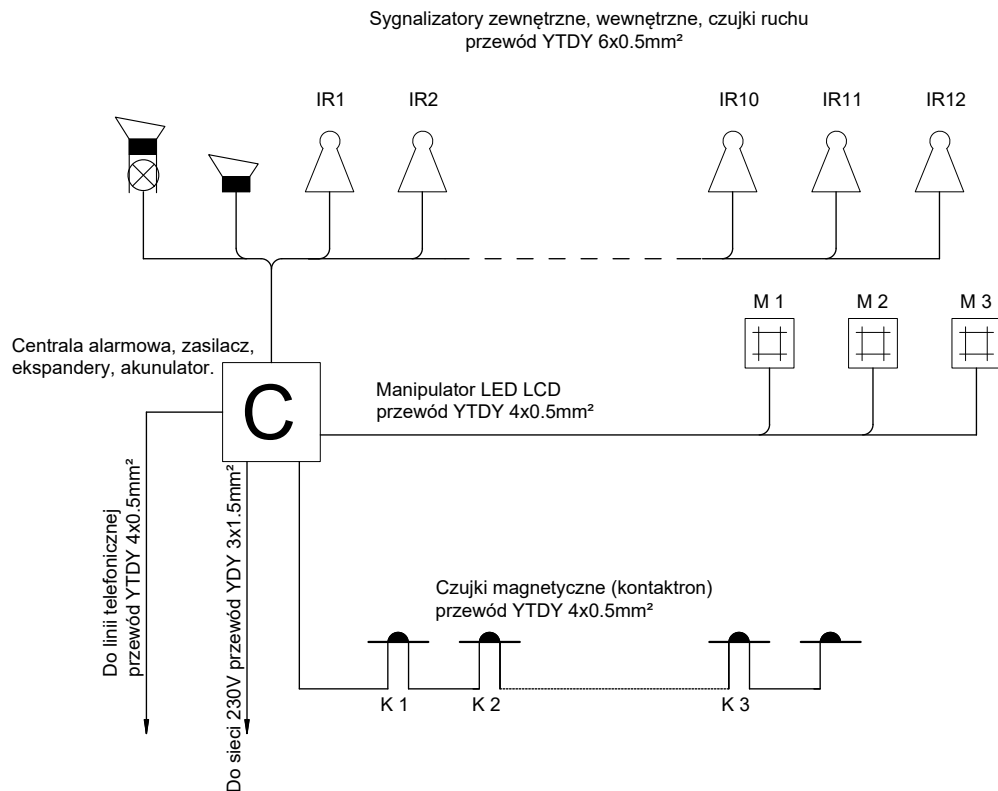 Sygnalizatory zewnętrzne, wewnętrzne, czujki ruchu
przewód YTDY 6x0.5mm²
IR1
IR2
IR10
IR11
IR12
M 1
M 2
M 3
Centrala alarmowa, zasilacz,
ekspandery, akunulator.
C
Manipulator LED LCD
przewód YTDY 4x0.5mm²
Do linii telefonicznej
przewód YTDY 4x0.5mm²
Do sieci 230V przewód YDY 3x1.5mm²
Czujki magnetyczne (kontaktron)
przewód YTDY 4x0.5mm²
K 1
K 2
K 3